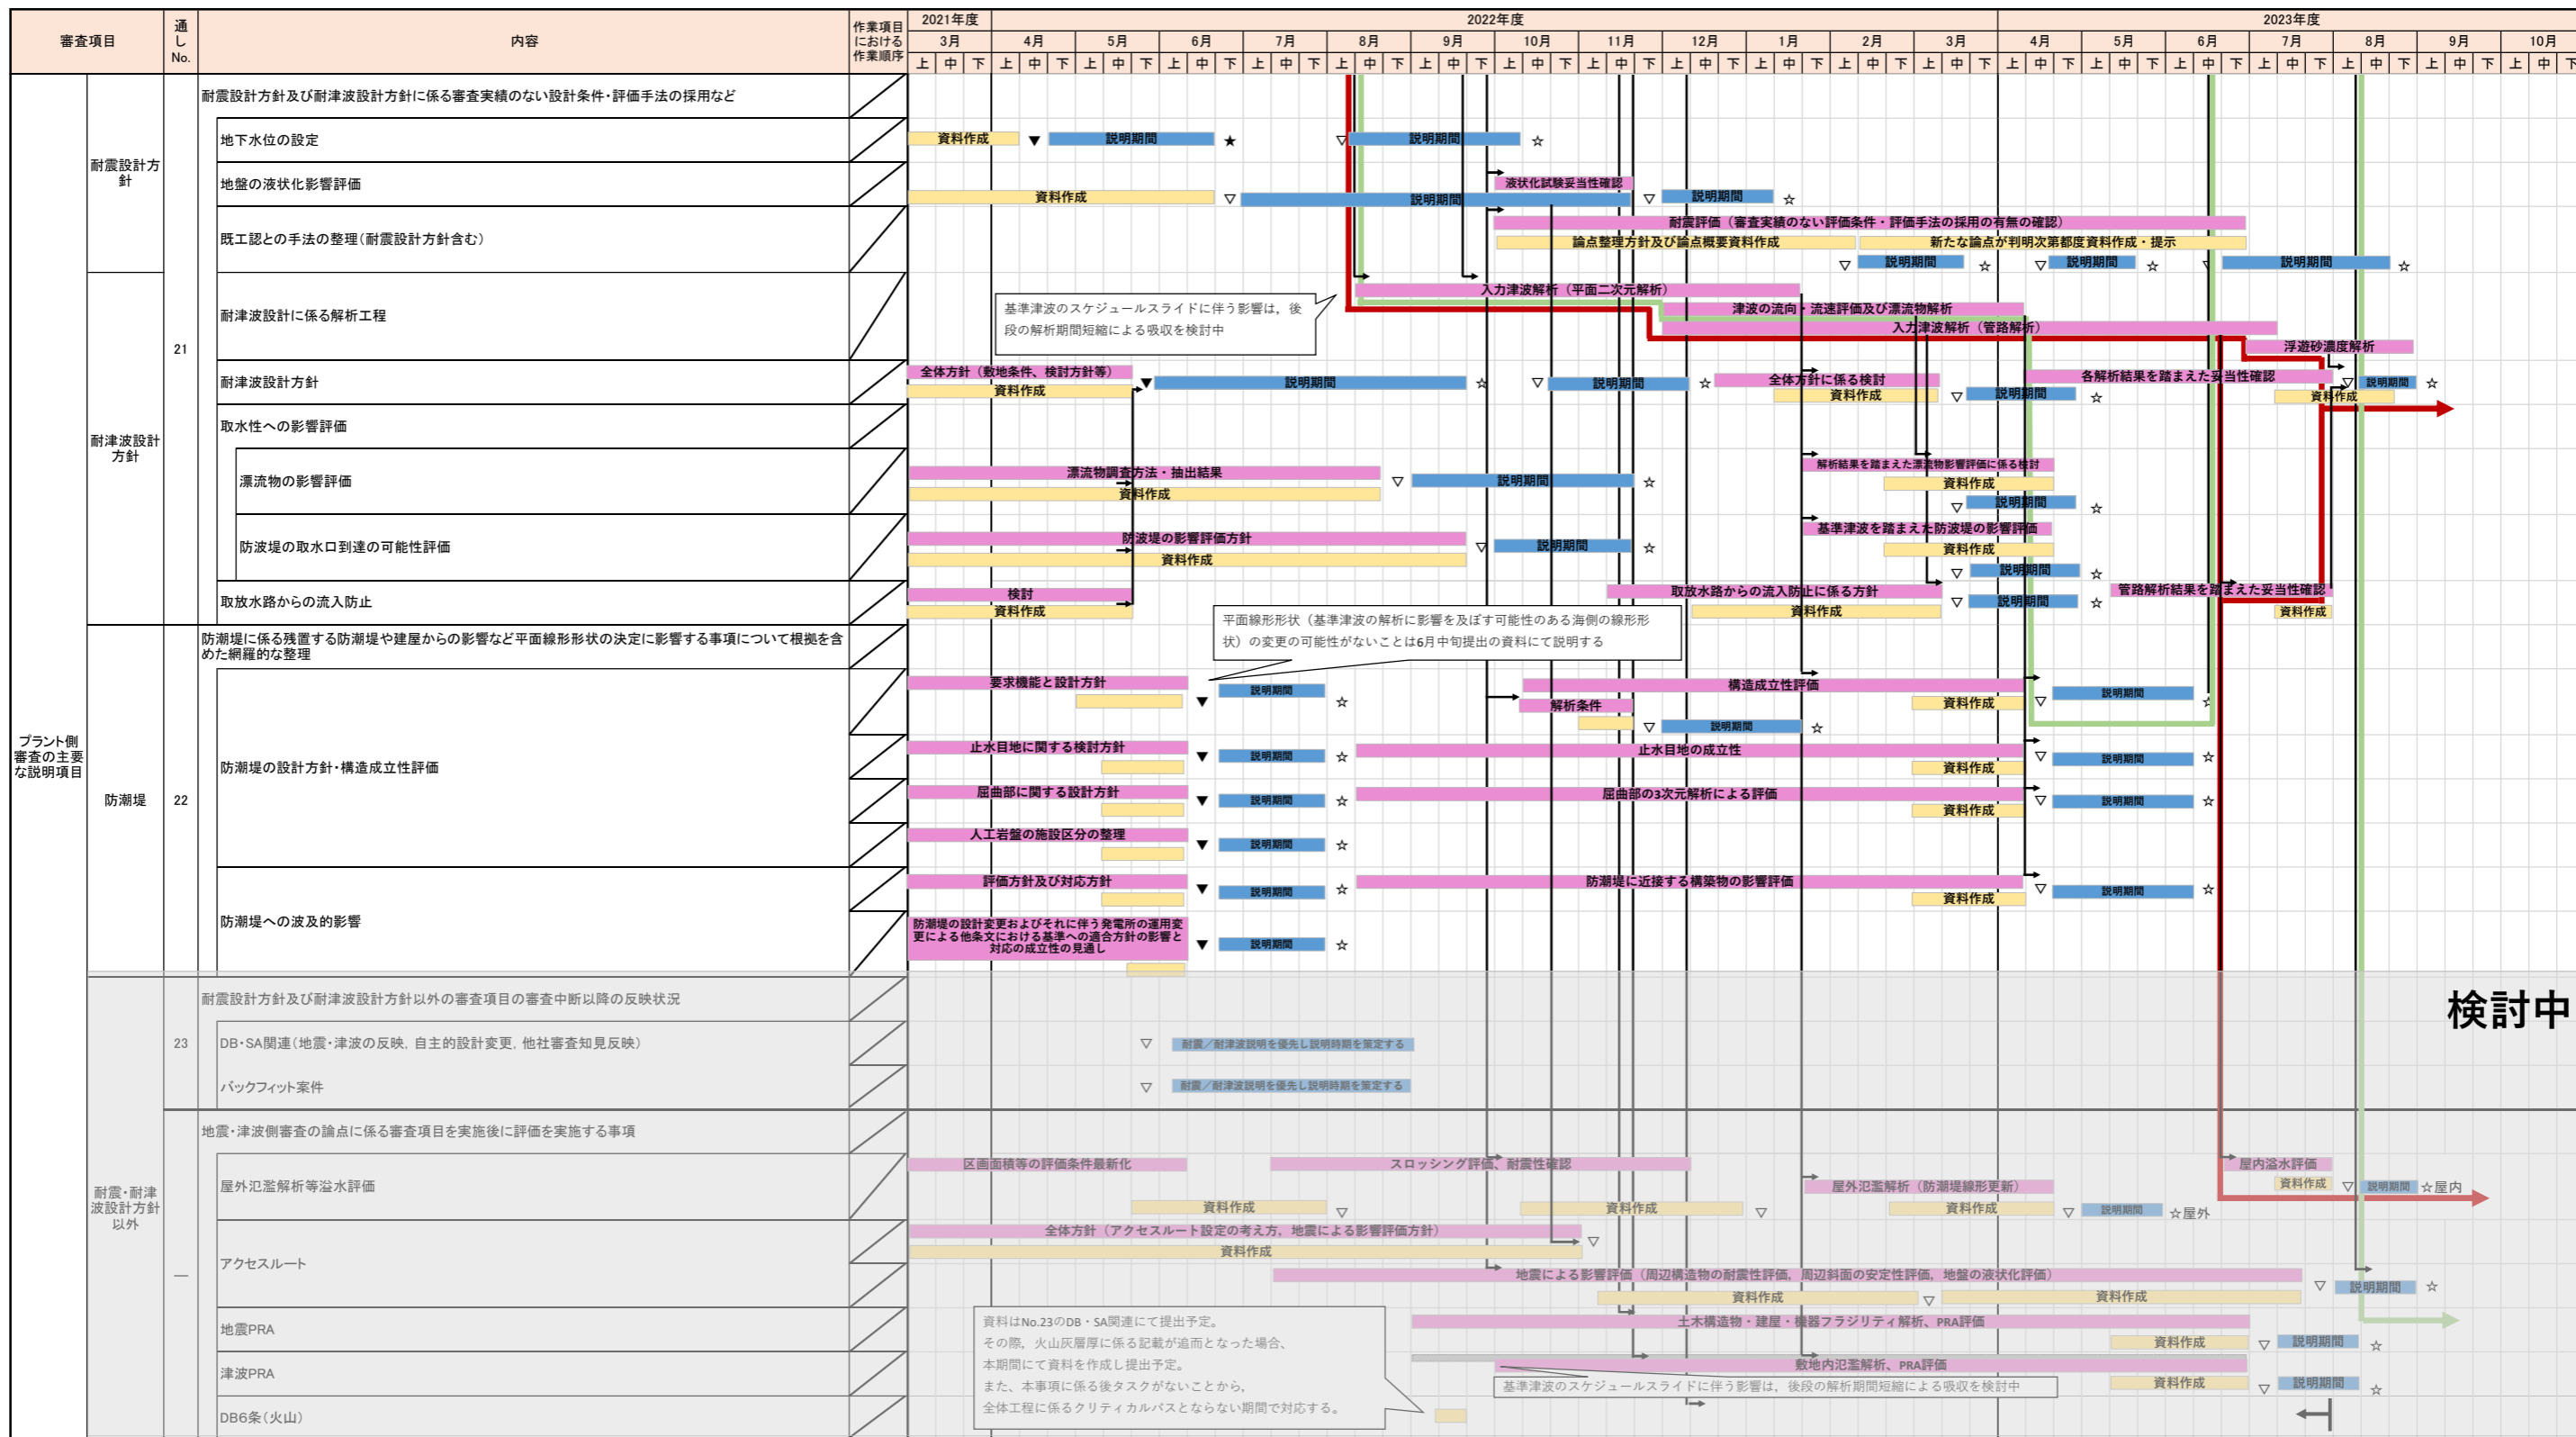 審査項目
通
し
No.
内容
作業項目
における
作業順序
2021年度
2022年度
2023年度
3月 4月 5月 6月 7月 8月 9月 10月 11月 12月 1月 2月 3月 4月 5月 6月 7月 8月 9月 10月
上 中 下 上 中 下 上 中 下 上 中 下 上 中 下 上 中 下 上 中 下 上 中 下 上 中 下 上 中 下 上 中 下 上 中 下 上 中 下 上 中 下 上 中 下 上 中 下 上 中 下 上 中 下 上 中 下 上 中 下
プラント側
審査の主要
な説明項目
耐震設計方
針
21
耐震設計方針及び耐津波設計方針に係る審査実績のない設計条件・評価手法の採用など
地下水位の設定
資料作成 ▼ 説明期間 ★ ▽ 説明期間 ☆
地盤の液状化影響評価
液状化試験妥当性確認
資料作成 ▽ 説明期間 ▽ 説明期間 ☆
既工認との手法の整理(耐震設計方針含む)
耐震評価（審査実績のない評価条件・評価手法の採用の有無の確認）
論点整理方針及び論点概要資料作成 新たな論点が判明次第都度資料作成・提示
▽ 説明期間 ☆ ▽ 説明期間 ☆ ▽ 説明期間 ☆
耐津波設計
方針
耐津波設計に係る解析工程
基準津波のスケジュールスライドに伴う影響は，後
段の解析期間短縮による吸収を検討中
入力津波解析（平面二次元解析）
津波の流向・流速評価及び漂流物解析
入力津波解析（管路解析）
浮遊砂濃度解析
耐津波設計方針
全体方針（敷地条件、検討方針等）
資料作成
▼ 説明期間 ☆ ▽ 説明期間 ☆ 全体方針に係る検討 各解析結果を踏まえた妥当性確認 ▽ 説明期間 ☆
資料作成 ▽ 説明期間 ☆ 資料作成
取水性への影響評価
漂流物の影響評価
漂流物調査方法・抽出結果 ▽ 説明期間 ☆ 解析結果を踏まえた漂流物影響評価に係る検討
資料作成 資料作成
▽ 説明期間 ☆
防波堤の取水口到達の可能性評価
防波堤の影響評価方針 ▽ 説明期間 ☆ 基準津波を踏まえた防波堤の影響評価
資料作成 資料作成
▽ 説明期間 ☆
取放水路からの流入防止
検討 取放水路からの流入防止に係る方針 ▽ 説明期間 ☆ 管路解析結果を踏まえた妥当性確認
資料作成 資料作成 資料作成
防潮堤
22
防潮堤に係る残置する防潮堤や建屋からの影響など平面線形形状の決定に影響する事項について根拠を含
めた網羅的な整理
平面線形形状（基準津波の解析に影響を及ぼす可能性のある海側の線形形
状）の変更の可能性がないことは6月中旬提出の資料にて説明する
防潮堤の設計方針・構造成立性評価
要求機能と設計方針 ▼ 説明期間 ☆ 構造成立性評価
解析条件 資料作成 ▽ 説明期間 ☆
▽ 説明期間 ☆
止水目地に関する検討方針 ▼ 説明期間 ☆ 止水目地の成立性 ▽ 説明期間 ☆
資料作成
屈曲部に関する設計方針 ▼ 説明期間 ☆ 屈曲部の3次元解析による評価 ▽ 説明期間 ☆
資料作成
人工岩盤の施設区分の整理 ▼ 説明期間 ☆
防潮堤への波及的影響
評価方針及び対応方針 ▼ 説明期間 ☆ 防潮堤に近接する構築物の影響評価 ▽ 説明期間 ☆
資料作成
防潮堤の設計変更およびそれに伴う発電所の運用変
更による他条文における基準への適合方針の影響と
対応の成立性の見通し
▼ 説明期間 ☆
耐震・耐津
波設計方針
以外
23
耐震設計方針及び耐津波設計方針以外の審査項目の審査中断以降の反映状況
検討中
DB・SA関連(地震・津波の反映, 自主的設計変更, 他社審査知見反映)
▽ 耐震／耐津波説明を優先し説明時期を策定する
バックフィット案件
▽ 耐震／耐津波説明を優先し説明時期を策定する
―
地震・津波側審査の論点に係る審査項目を実施後に評価を実施する事項
屋外氾濫解析等溢水評価
区画面積等の評価条件最新化 スロッシング評価、耐震性確認 屋内溢水評価
屋外氾濫解析（防潮堤線形更新） 資料作成 ▽ 説明期間 ☆屋内
資料作成 ▽ 資料作成 ▽ 資料作成 ▽ 説明期間 ☆屋外
アクセスルート
全体方針（アクセスルート設定の考え方，地震による影響評価方針） ▽
資料作成
地震による影響評価（周辺構造物の耐震性評価，周辺斜面の安定性評価，地盤の液状化評価） ▽ 説明期間 ☆
資料作成 ▽ 資料作成
地震PRA
土木構造物・建屋・機器フラジリティ解析、PRA評価
資料作成 ▽ 説明期間 ☆
津波PRA
敷地内氾濫解析、PRA評価
基準津波のスケジュールスライドに伴う影響は，後段の解析期間短縮による吸収を検討中
資料作成 ▽ 説明期間 ☆
DB6条(火山)
資料はNo.23のDB・SA関連にて提出予定。
その際，火山灰層厚に係る記載が追而となった場合、
本期間にて資料を作成し提出予定。
また、本事項に係る後タスクがないことから，
全体工程に係るクリティカルパスとならない期間で対応する。